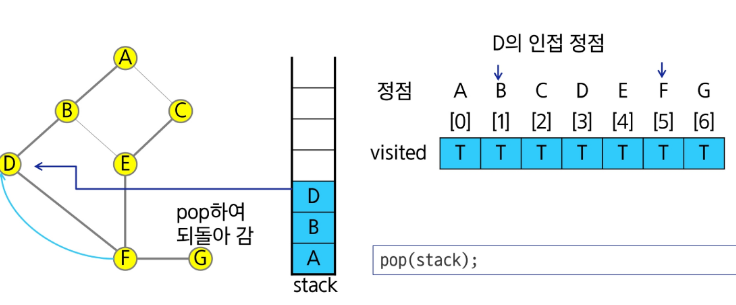 D의 인접 정점
정점 A B C D E F G
[0] [1] [2] [3] [4] [5] [6]
visited T T T T T T T
A
B
C
D
E
F
G
pop하여
되돌아 감
D
B
A
stack
pop(stack);